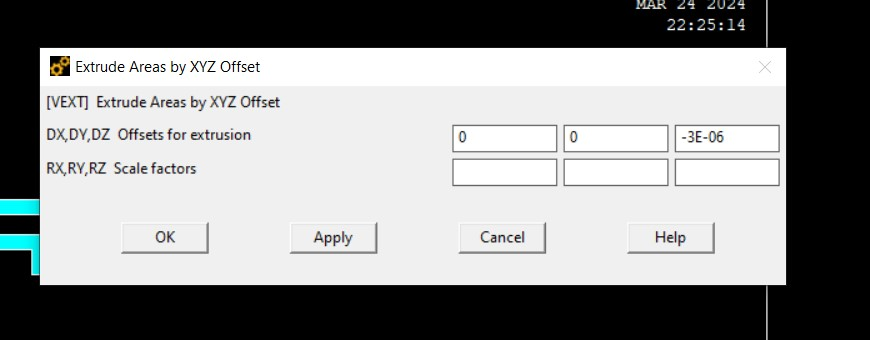 MAR 24 2024
22:25:14
Extrude Areas by XYZ Offset
[VEXT] Extrude Areas by XYZ Offset
DX,DY,DZ Offsets for extrusion 0 0 -3E-06
RX,RY,RZ Scale factors
OK Apply Cancel Help